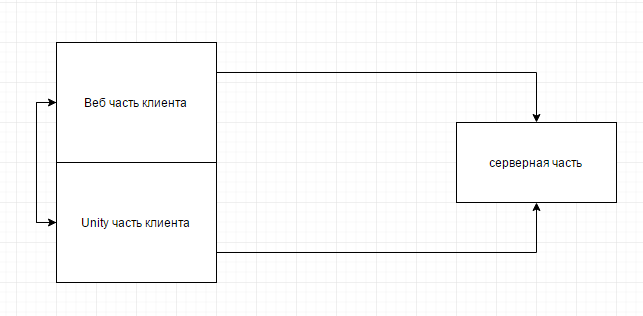 Веб часть клиента
серверная часть
Unity часть клиента